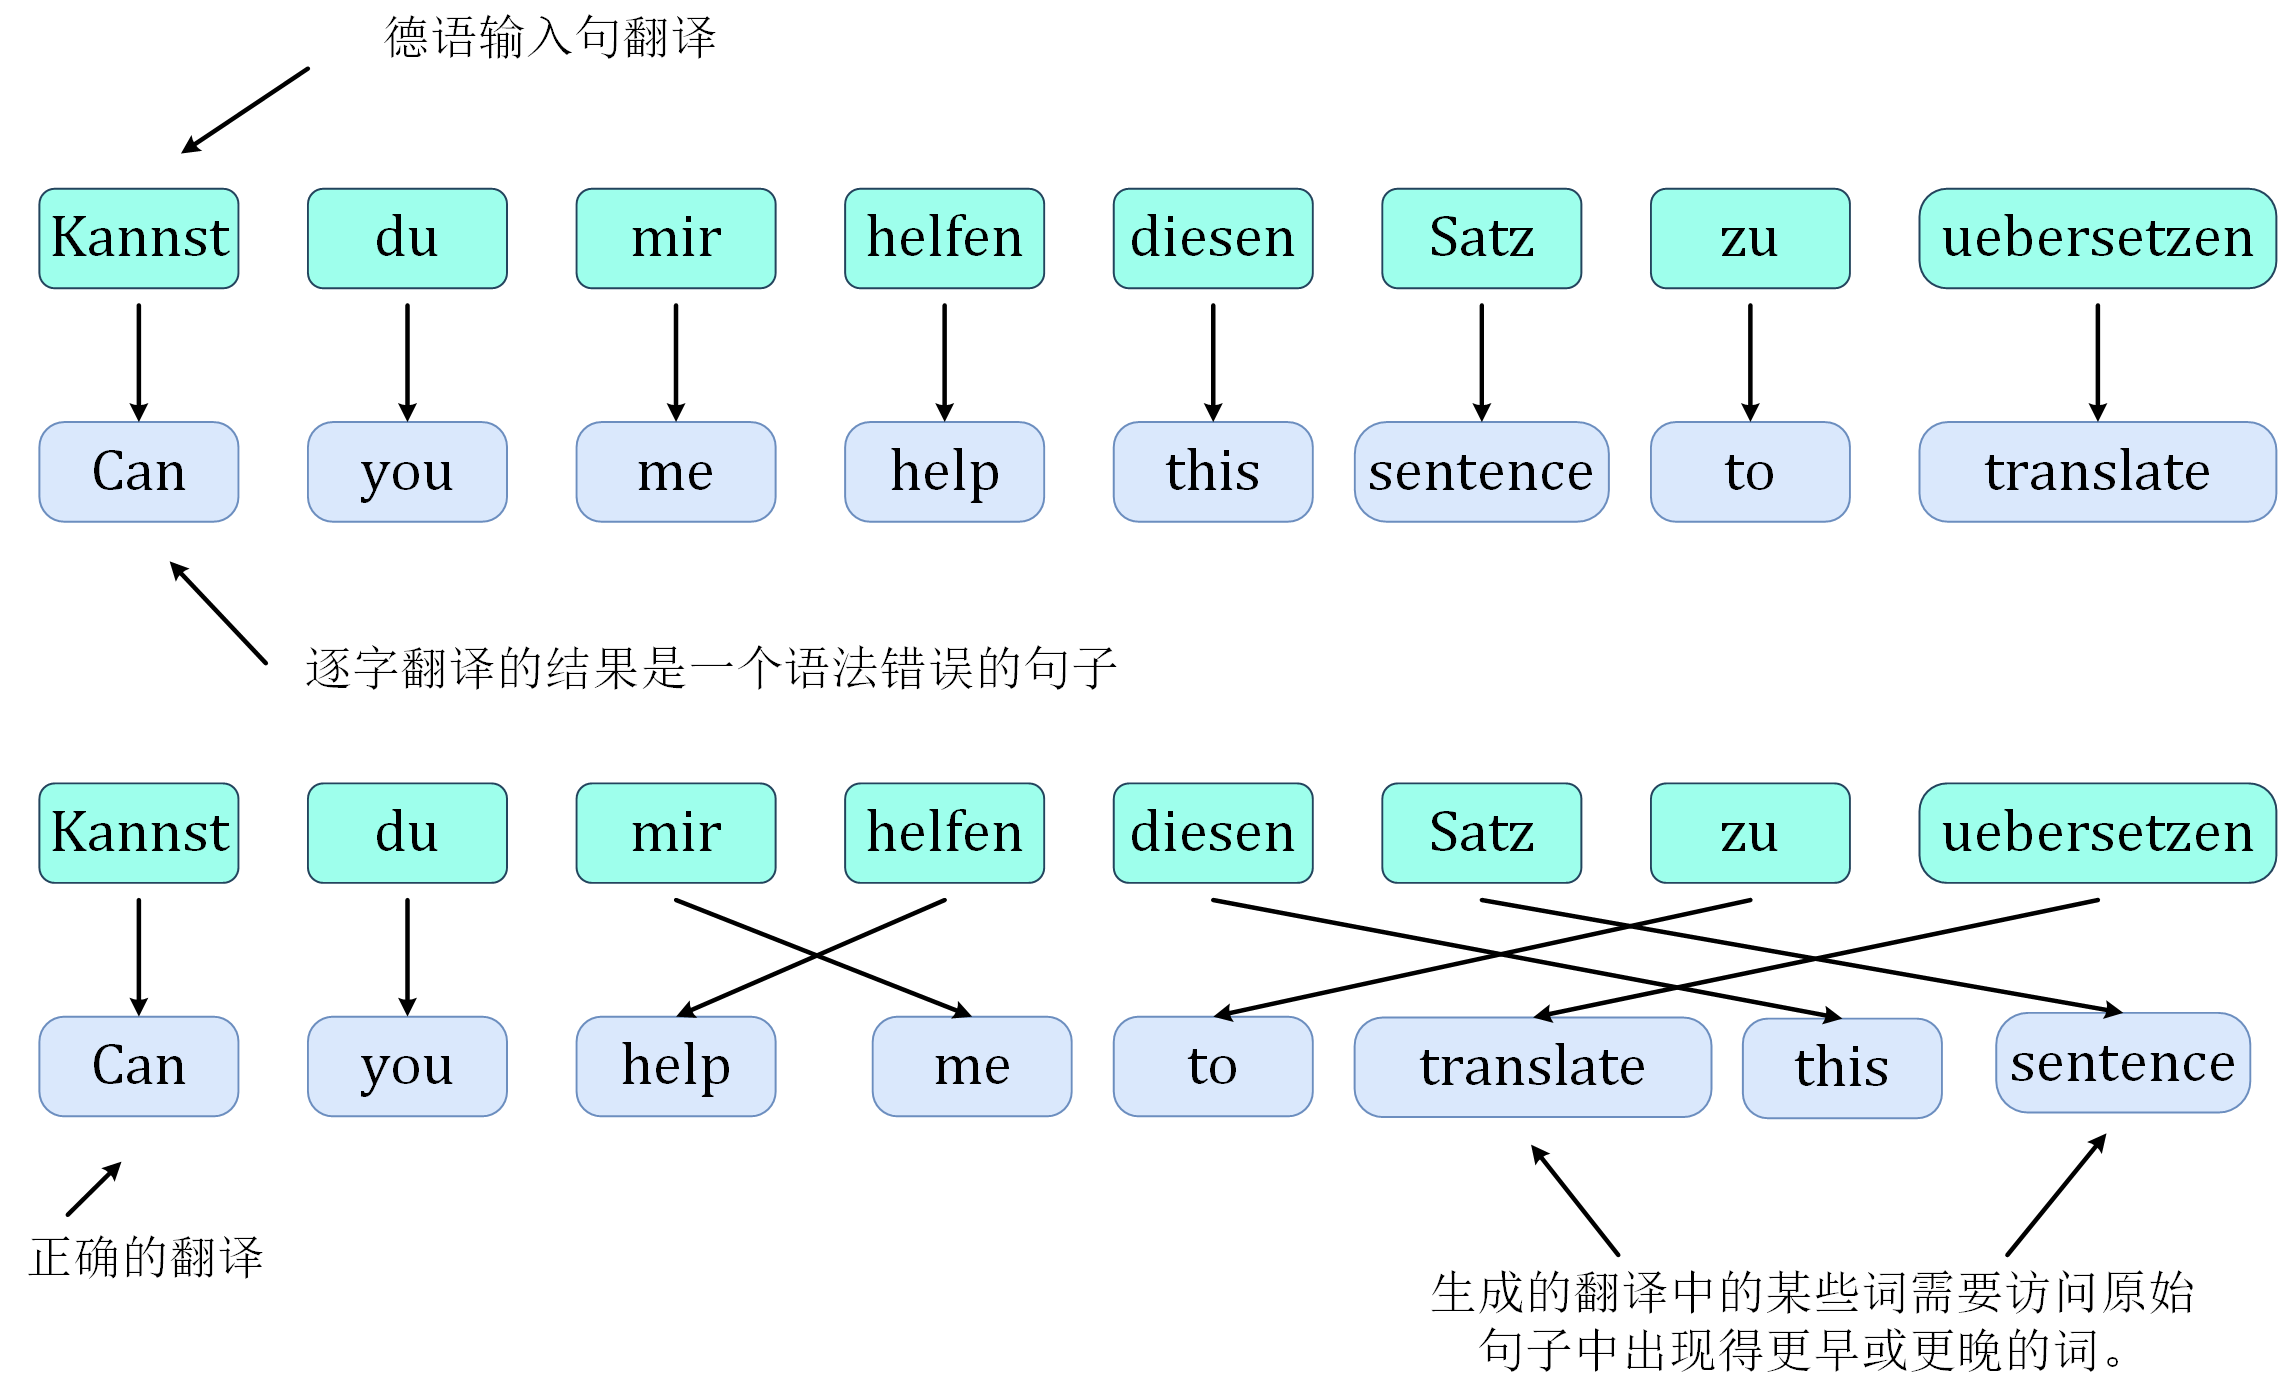 德语输入句翻译
Kannst du mir helfen diesen Satz zu uebersetzen
Can you me help this sentence to translate
逐字翻译的结果是一个语法错误的句子
Kannst du mir helfen diesen Satz zu uebersetzen
Can you help me to translate this sentence
正确的翻译
生成的翻译中的某些词需要访问原始
句子中出现得更早或更晚的词。